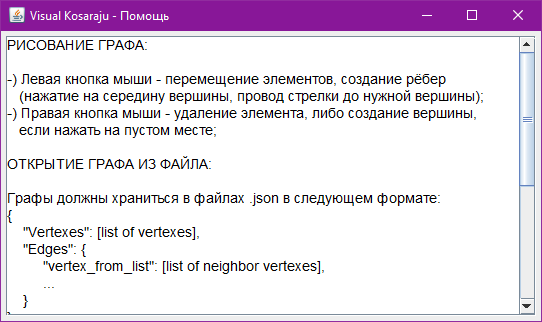 Visual Kosaraju - Помощь
РИСОВАНИЕ ГРАФА:
-) Левая кнопка мыши - перемещение элементов, создание рёбер
(нажатие на середину вершины, провод стрелки до нужной вершины);
-) Правая кнопка мыши - удаление элемента, либо создание вершины,
если нажать на пустом месте;
ОТКРЫТИЕ ГРАФА ИЗ ФАЙЛА:
Графы должны храниться в файлах .json в следующем формате:
{
"Vertexes": [list of vertexes],
"Edges": {
"vertex_from_list": [list of neighbor vertexes],
...
}